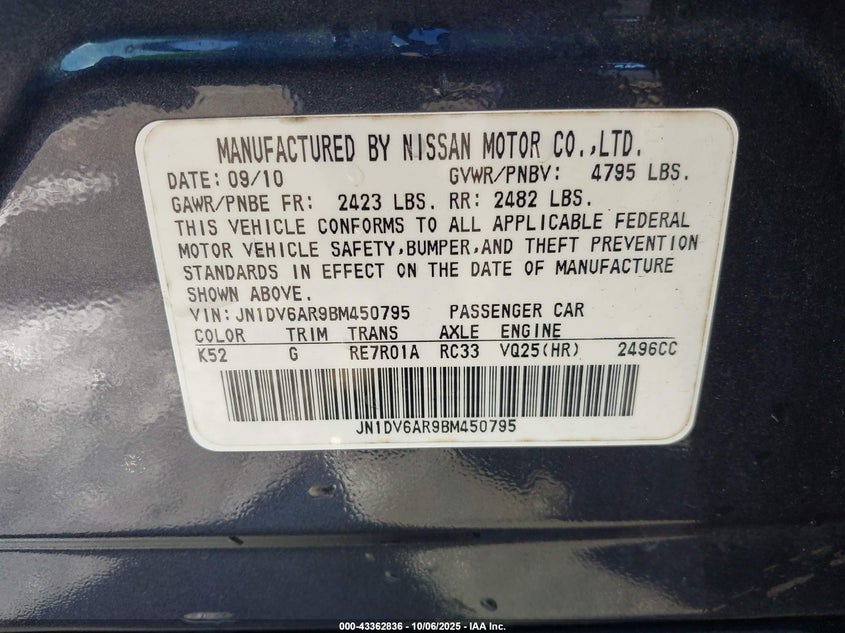 MANUFACTURED BY NISSAN MOTOR CO.,LTD.
DATE: 09/10 GVWR/PNBV: 4795 LBS.
GAWR/PNBE FR: 2423 LBS. RR: 2482 LBS.
THIS VEHICLE CONFORMS TO ALL APPLICABLE FEDERAL
MOTOR VEHICLE SAFETY,BUMPER,AND THEFT PREVENTION
STANDARDS IN EFFECT ON THE DATE OF MANUFACTURE
SHOWN ABOVE.
VIN: JN1DV6AR9BM450795 PASSENGER CAR
COLOR TRIM TRANS AXLE ENGINE
K52 G RE7R01A RC33 VQ25(HR) 2496CC
JN1DV6AR9BM450795
000-43362836 - 10/06/2025 - IAA Inc.